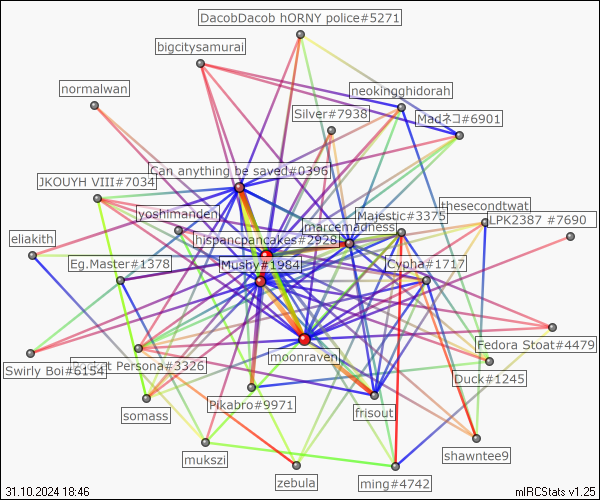 DacobDacob hORNY police#5271
bigcitysamurai
normalwan
neokingghidorah
Silver#7938
Madネコ#6901
Can anything be saved#0396
JKOUYH VIII#7034
thesecondtwat
yoshimanden
Majestic#3375
LPK2387 #7690
marcemadness
eliakith
hispancpancakes#2928
Eg.Master#1378
Mushy#1984
Cypha#1717
moonraven
Fedora Stoat#4479
Swirly Boi#6154
Persona#3326
Duck#1245
somass
Pikabro#9971
frisout
mukszi
shawntee9
zebula
ming#4742
31.10.2024 18:46
mIRCStats v1.25